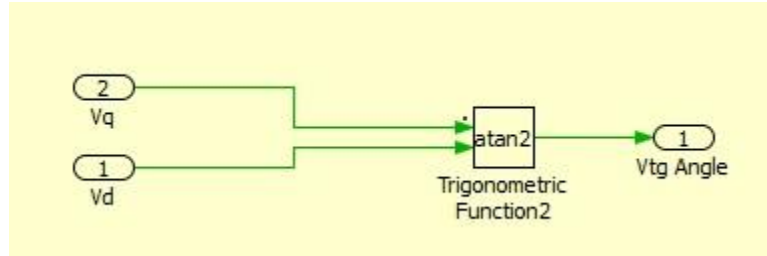 2
Vq
1
Vd
atan2
Trigonometric
Function2
1
Vtg Angle